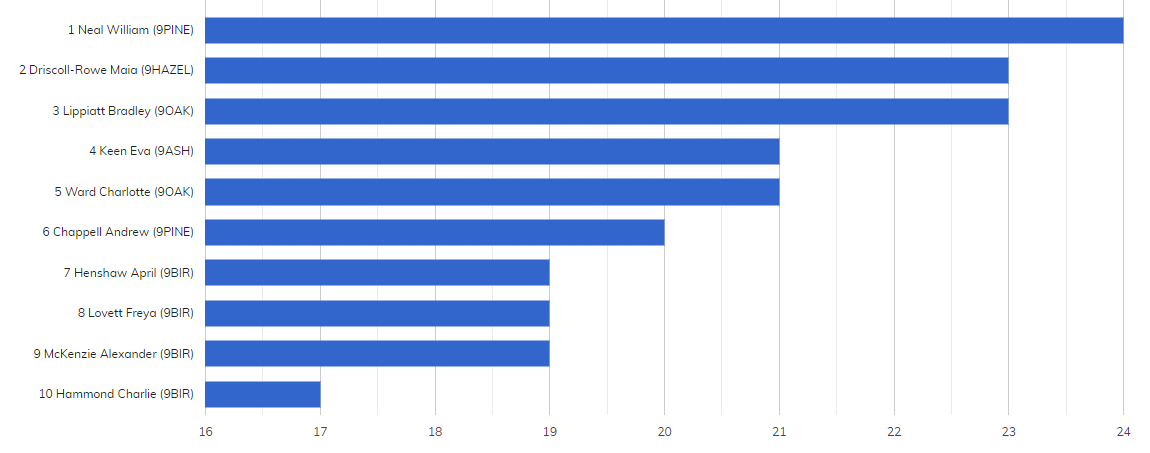 1 Neal William (9PINE)
2 Driscoll-Rowe Maia (9HAZEL)
3 Lippiatt Bradley (9OAK)
4 Keen Eva (9ASH)
5 Ward Charlotte (9OAK)
6 Chappell Andrew (9PINE)
7 Henshaw April (9BIR)
8 Lovett Freya (9BIR)
9 McKenzie Alexander (9BIR)
10 Hammond Charlie (9BIR)
16 17 18 19 20 21 22 23 24